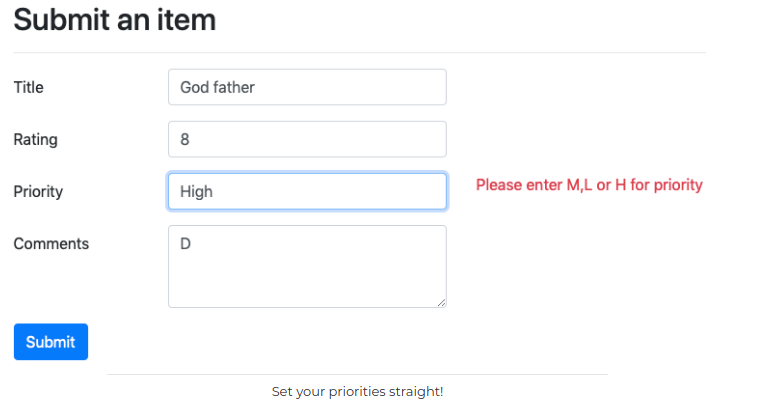 Submit an item
Title God father
Rating 8
Priority High Please enter M,L or H for priority
Comments D
Submit
Set your priorities straight!